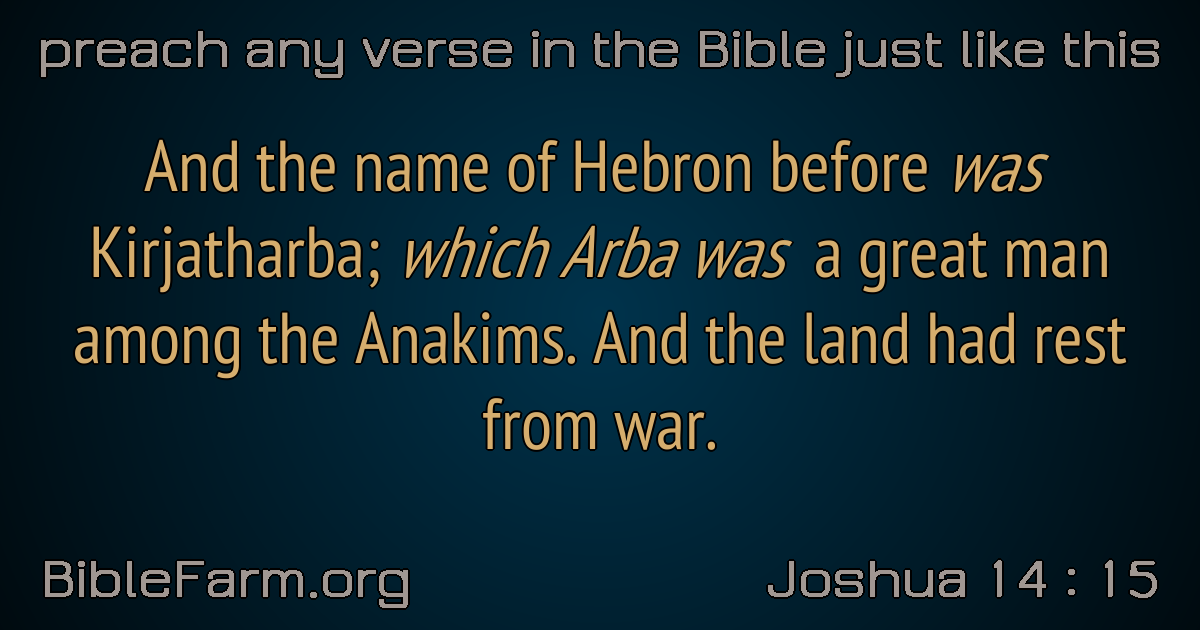 preach any verse in the Bible just like this
And the name of Hebron before was
Kirjatharba; which Arba was a great man
among the Anakims. And the land had rest
from war.
BibleFarm.org
Joshua 14 : 15